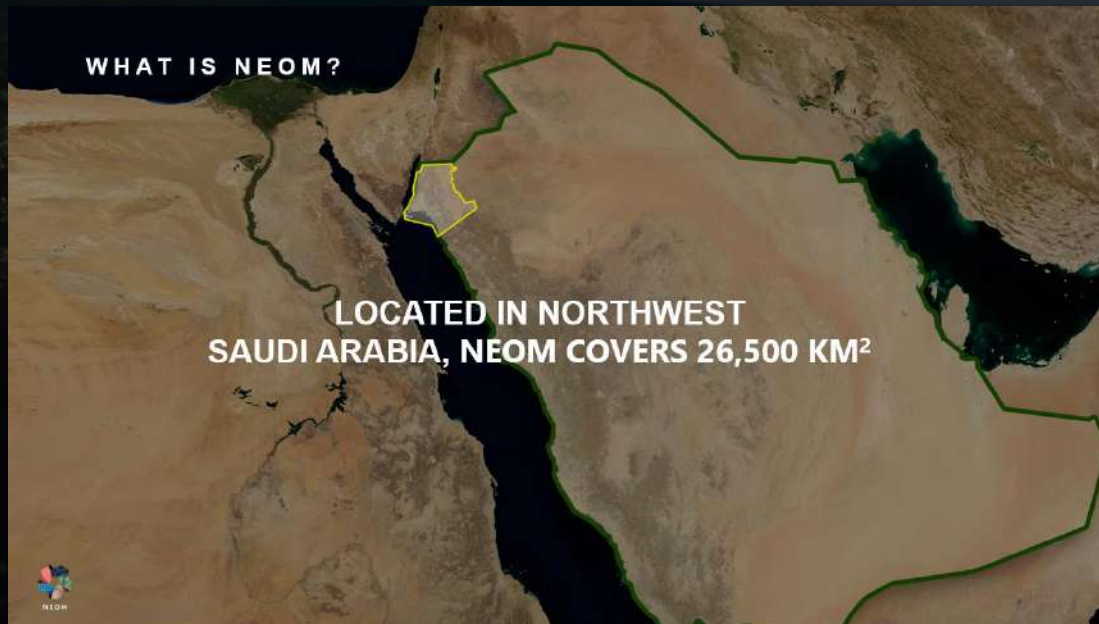 WHAT IS NEOM?
LOCATED IN NORTHWEST
SAUDI ARABIA, NEOM COVERS 26,500 KM²
NEOM